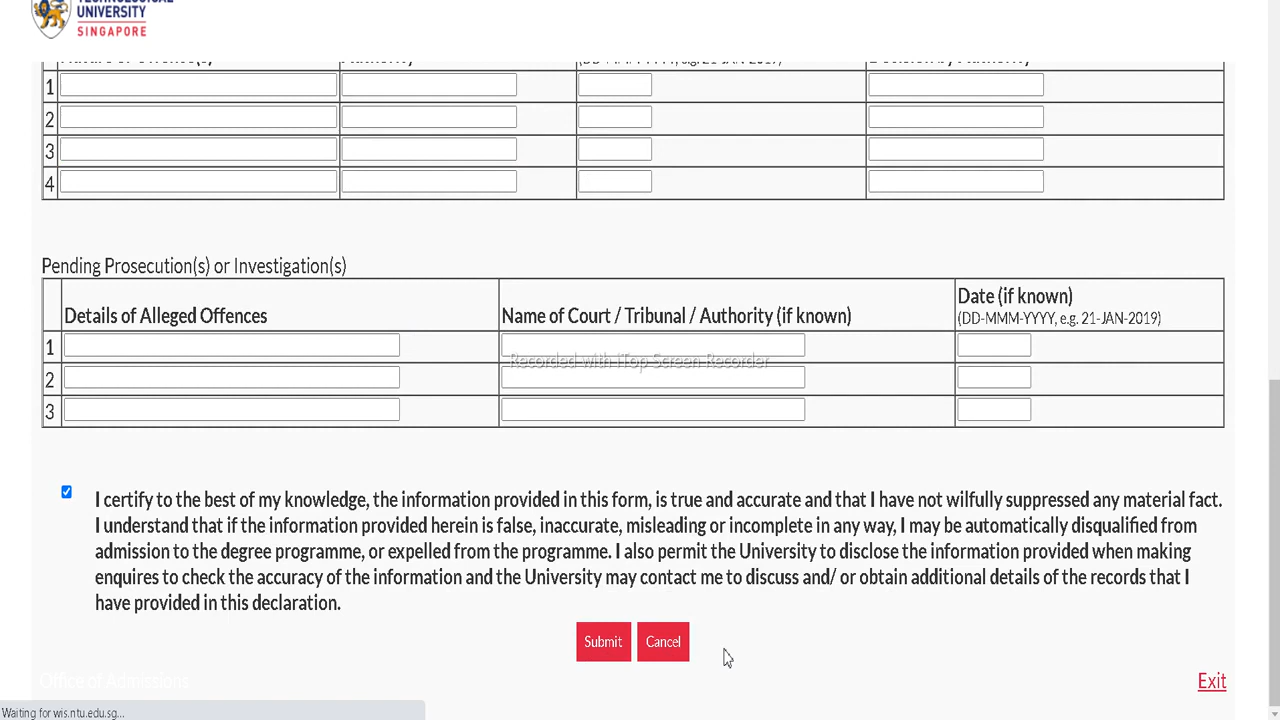 UNIVERSITY
SINGAPORE
1
2
3
4
Pending Prosecution(s) or Investigation(s)
Details of Alleged Offences
Name of Court / Tribunal / Authority (if known)
Date (if known)
(DD-MMM-YYYY, e.g. 21-JAN-2019)
1
Recorded with iTop Screen Recorder
2
3
I certify to the best of my knowledge, the information provided in this form, is true and accurate and that I have not wilfully suppressed any material fact.
I understand that if the information provided herein is false, inaccurate, misleading or incomplete in any way, I may be automatically disqualified from
admission to the degree programme, or expelled from the programme. I also permit the University to disclose the information provided when making
enquires to check the accuracy of the information and the University may contact me to discuss and/ or obtain additional details of the records that I
have provided in this declaration.
Submit Cancel
Office of Admissions
Exit
Waiting for wis.ntu.edu.sg...